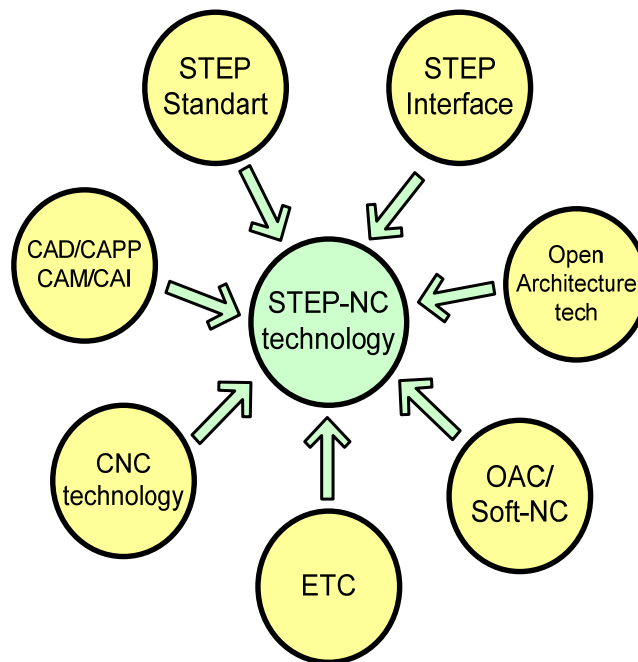 STEP
Standart
STEP
Interface
CAD/CAPP
CAM/CAI
Open
Architecture
tech
STEP-NC
technology
CNC
technology
OAC/
Soft-NC
ETC